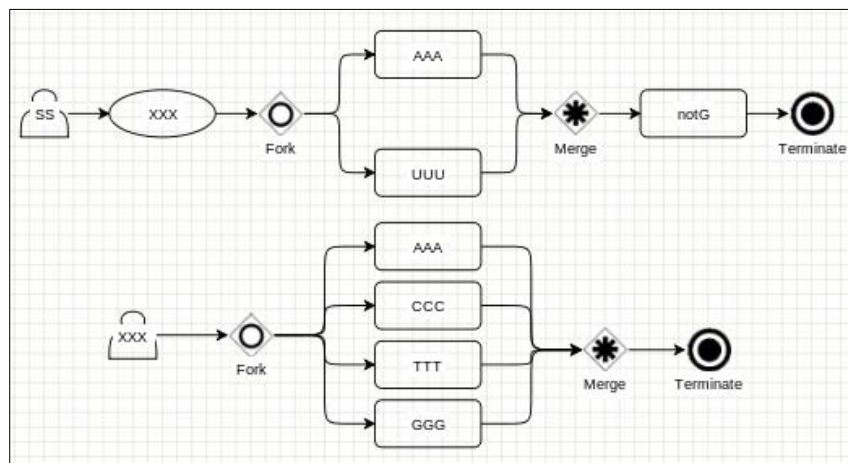 AAA
SS
XXX
notG
Fork
Merge
Terminate
UUU
AAA
CCC
XXX
Fork
TTT
Merge
Terminate
GGG